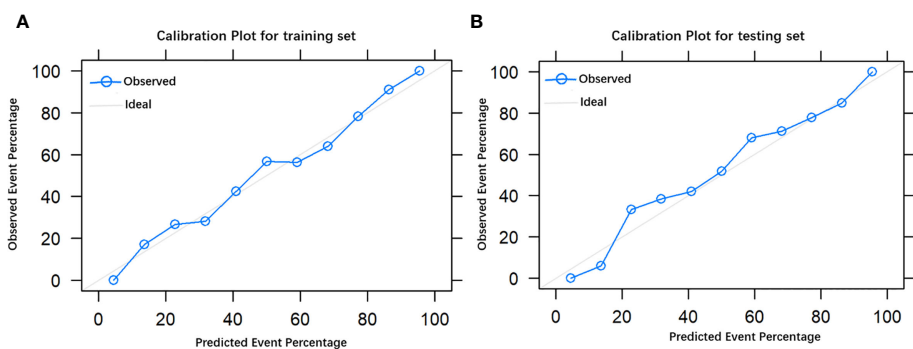 A
Calibration Plot for training set
Observed Event Percentage
100
80
60
40
20
0
Observed
Ideal
0 20 40 60 80 100
Predicted Event Percentage
B
Calibration Plot for testing set
Observed Event Percentage
100
80
60
40
20
0
Observed
Ideal
0 20 40 60 80 100
Predicted Event Percentage